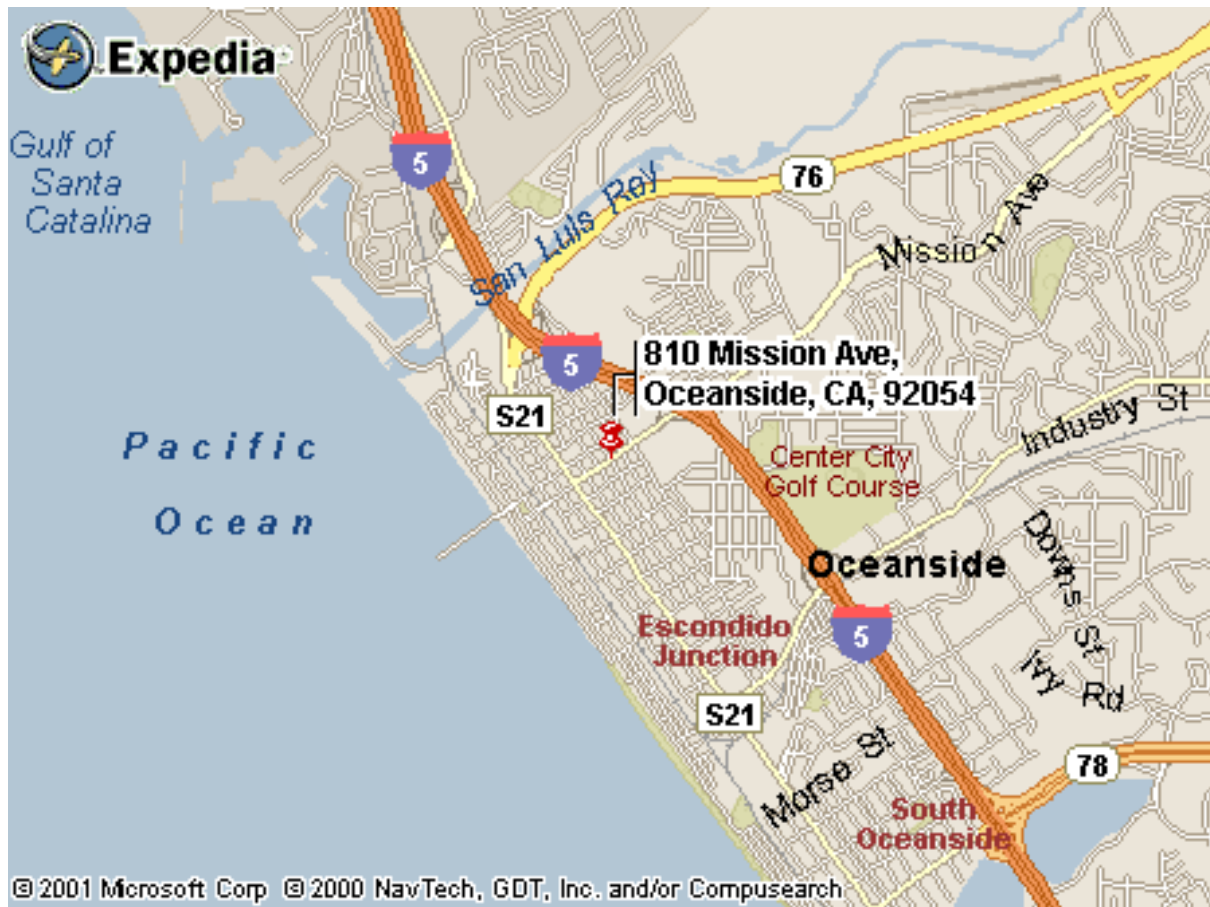 Expedia
Gulf of
Santa
Catalina
5
San Luis Rey
76
Mission Ave
5
810 Mission Ave,
Oceanside, CA, 92054
S21
Industry St
Pacific
Ocean
Center City
Golf Course
Downs St
Oceanside
Escondido
Junction
5
Ivy Rd
S21
Morse St
78
South
Oceanside
© 2001 Microsoft Corp © 2000 NavTech, GDT, Inc. and/or Compusearch